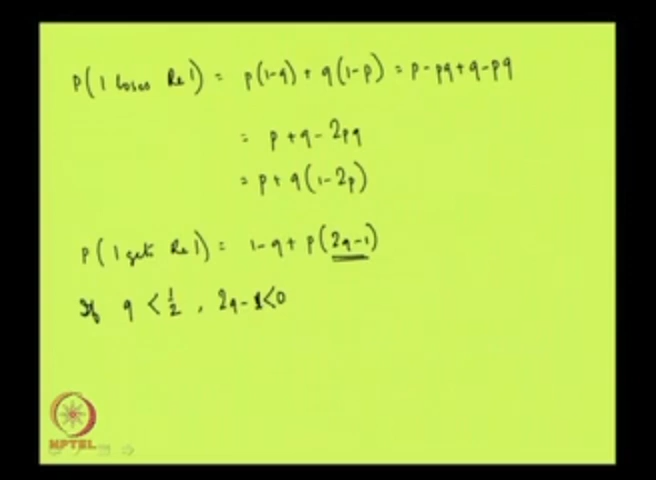 P(1 loses Re 1) = p(1-q) + q(1-p) = p-pq+q-pq
= p+q-2pq
= p+q(1-2p)
P(1 gets Re 1) = 1-q+p(2q-1)
If q < 1/2, 2q-1<0
NPTEL